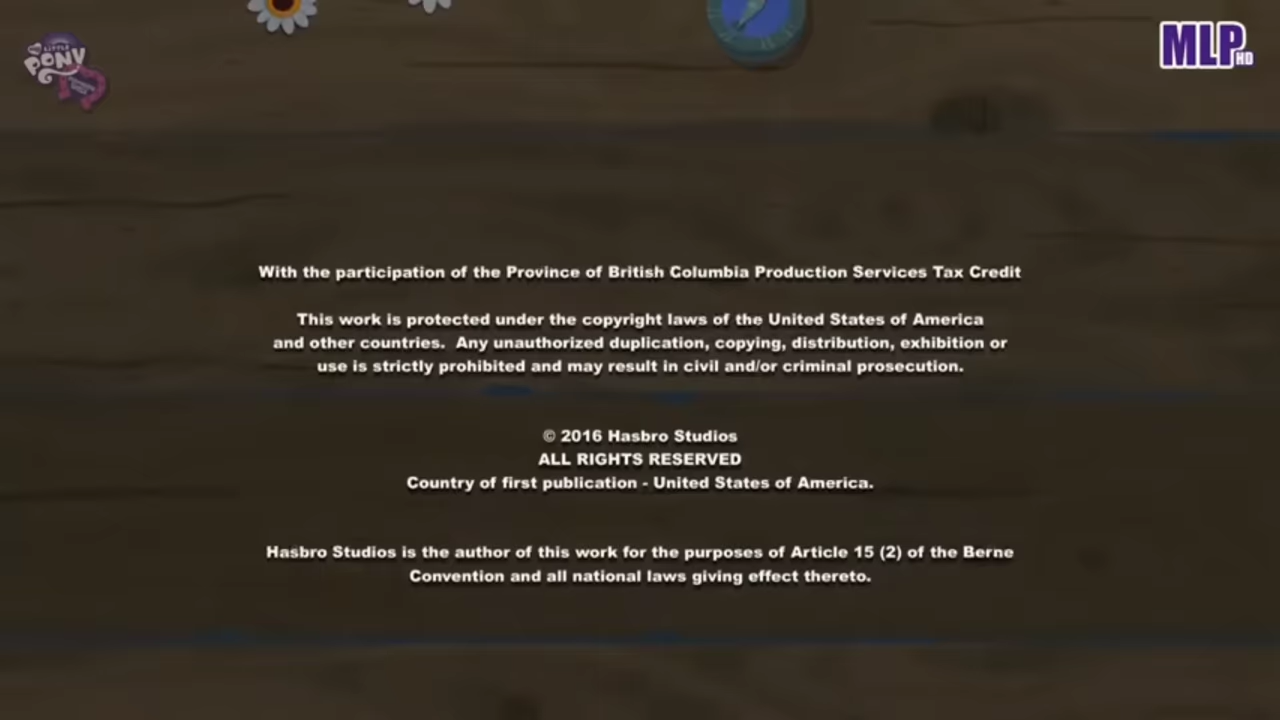 MY LITTLE
PONY
MLP
HD
With the participation of the Province of British Columbia Production Services Tax Credit
This work is protected under the copyright laws of the United States of America
and other countries.  Any unauthorized duplication, copying, distribution, exhibition or
use is strictly prohibited and may result in civil and/or criminal prosecution.
© 2016 Hasbro Studios
ALL RIGHTS RESERVED
Country of first publication - United States of America.
Hasbro Studios is the author of this work for the purposes of Article 15 (2) of the Berne
Convention and all national laws giving effect thereto.